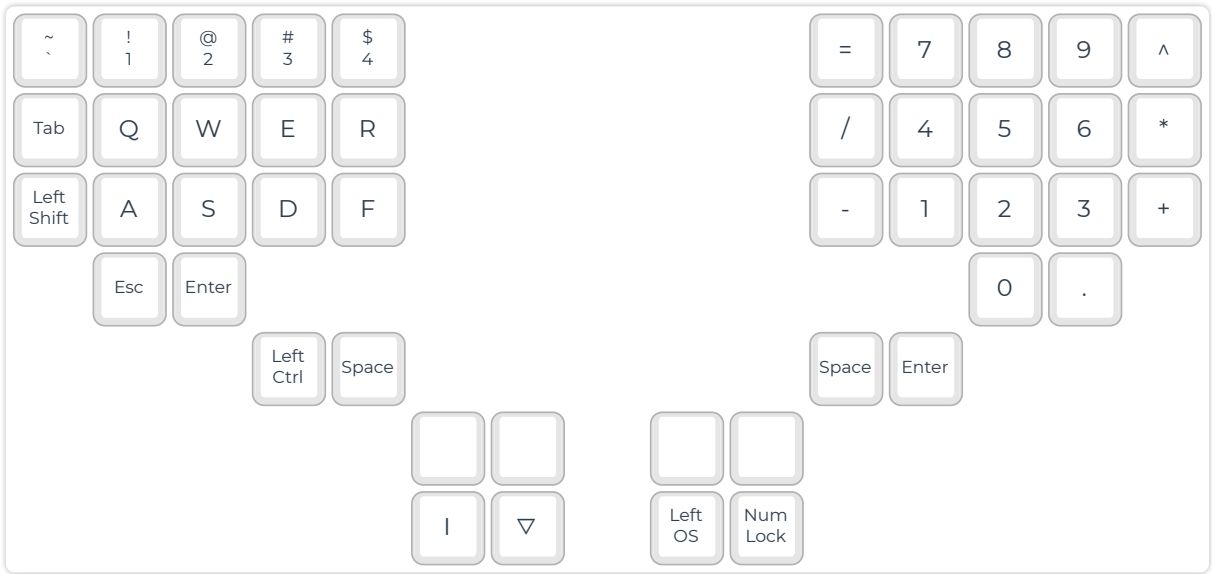 ~ ! @ # $ = 7 8 9 ^
` 1 2 3 4
Tab Q W E R / 4 5 6 *
Left Shift A S D F - 1 2 3 +
Esc Enter 0 .
Left Ctrl Space Space Enter
I ▽ Left OS Num Lock